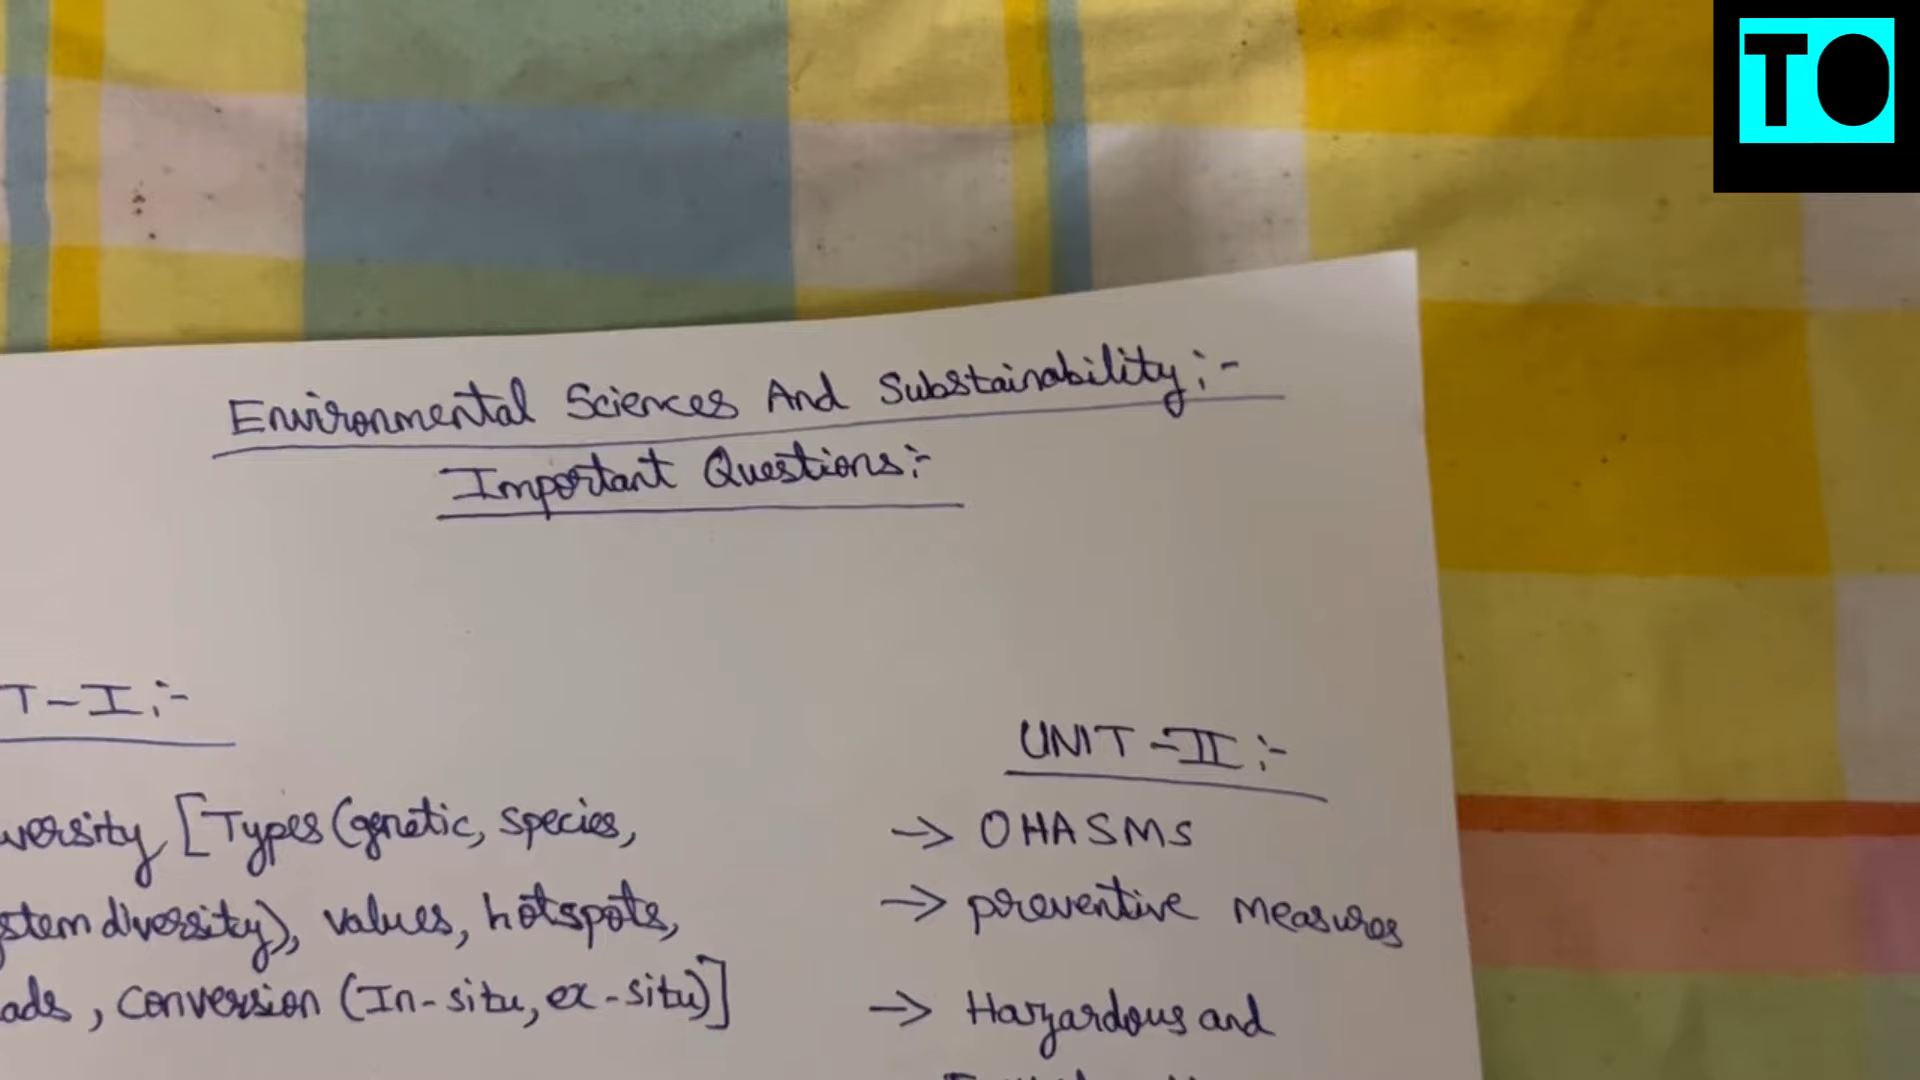 TO
Environmental Sciences And Substainability:-
Important Questions:-
T-I:-
versity [Types (genetic, species,
stem diversity), values, hotspots,
ads, conversion (In-situ, ex-situ)]
UNIT-II:-
→ OHASMS
→ preventive measures
→ Hazardous and